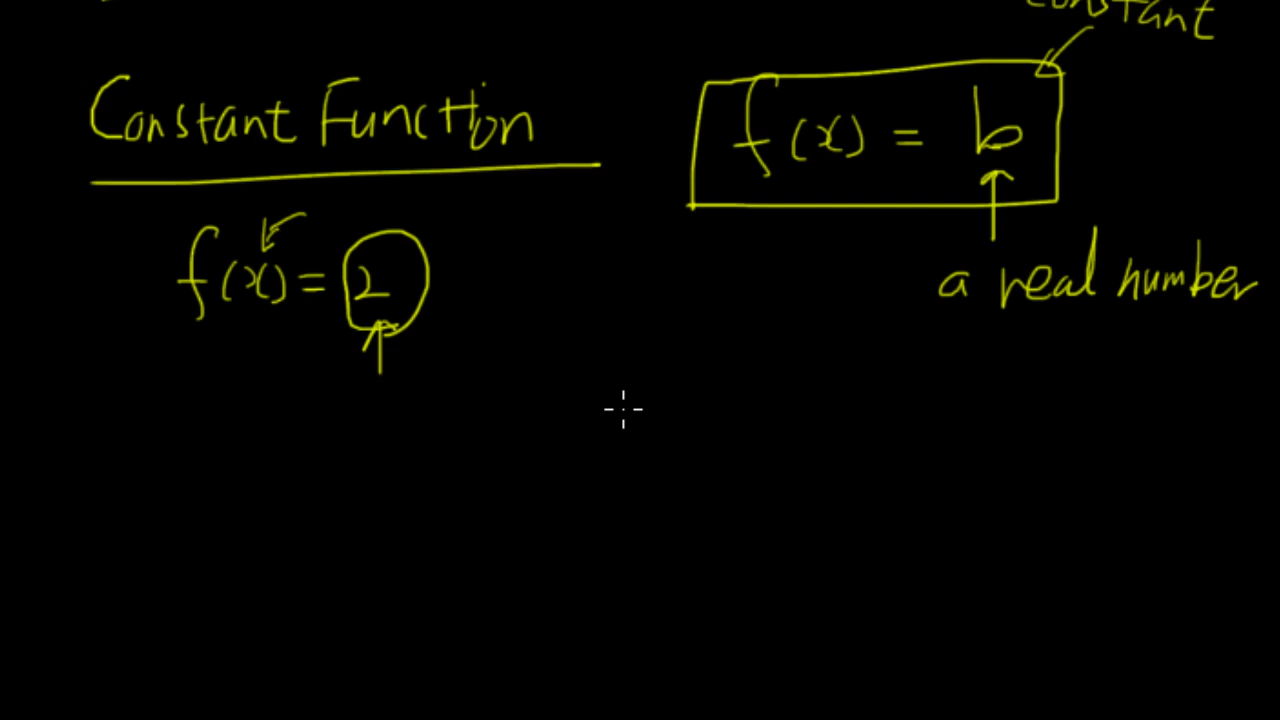 constant
Constant Function
f(x) = b
f(x) = 2
a real number